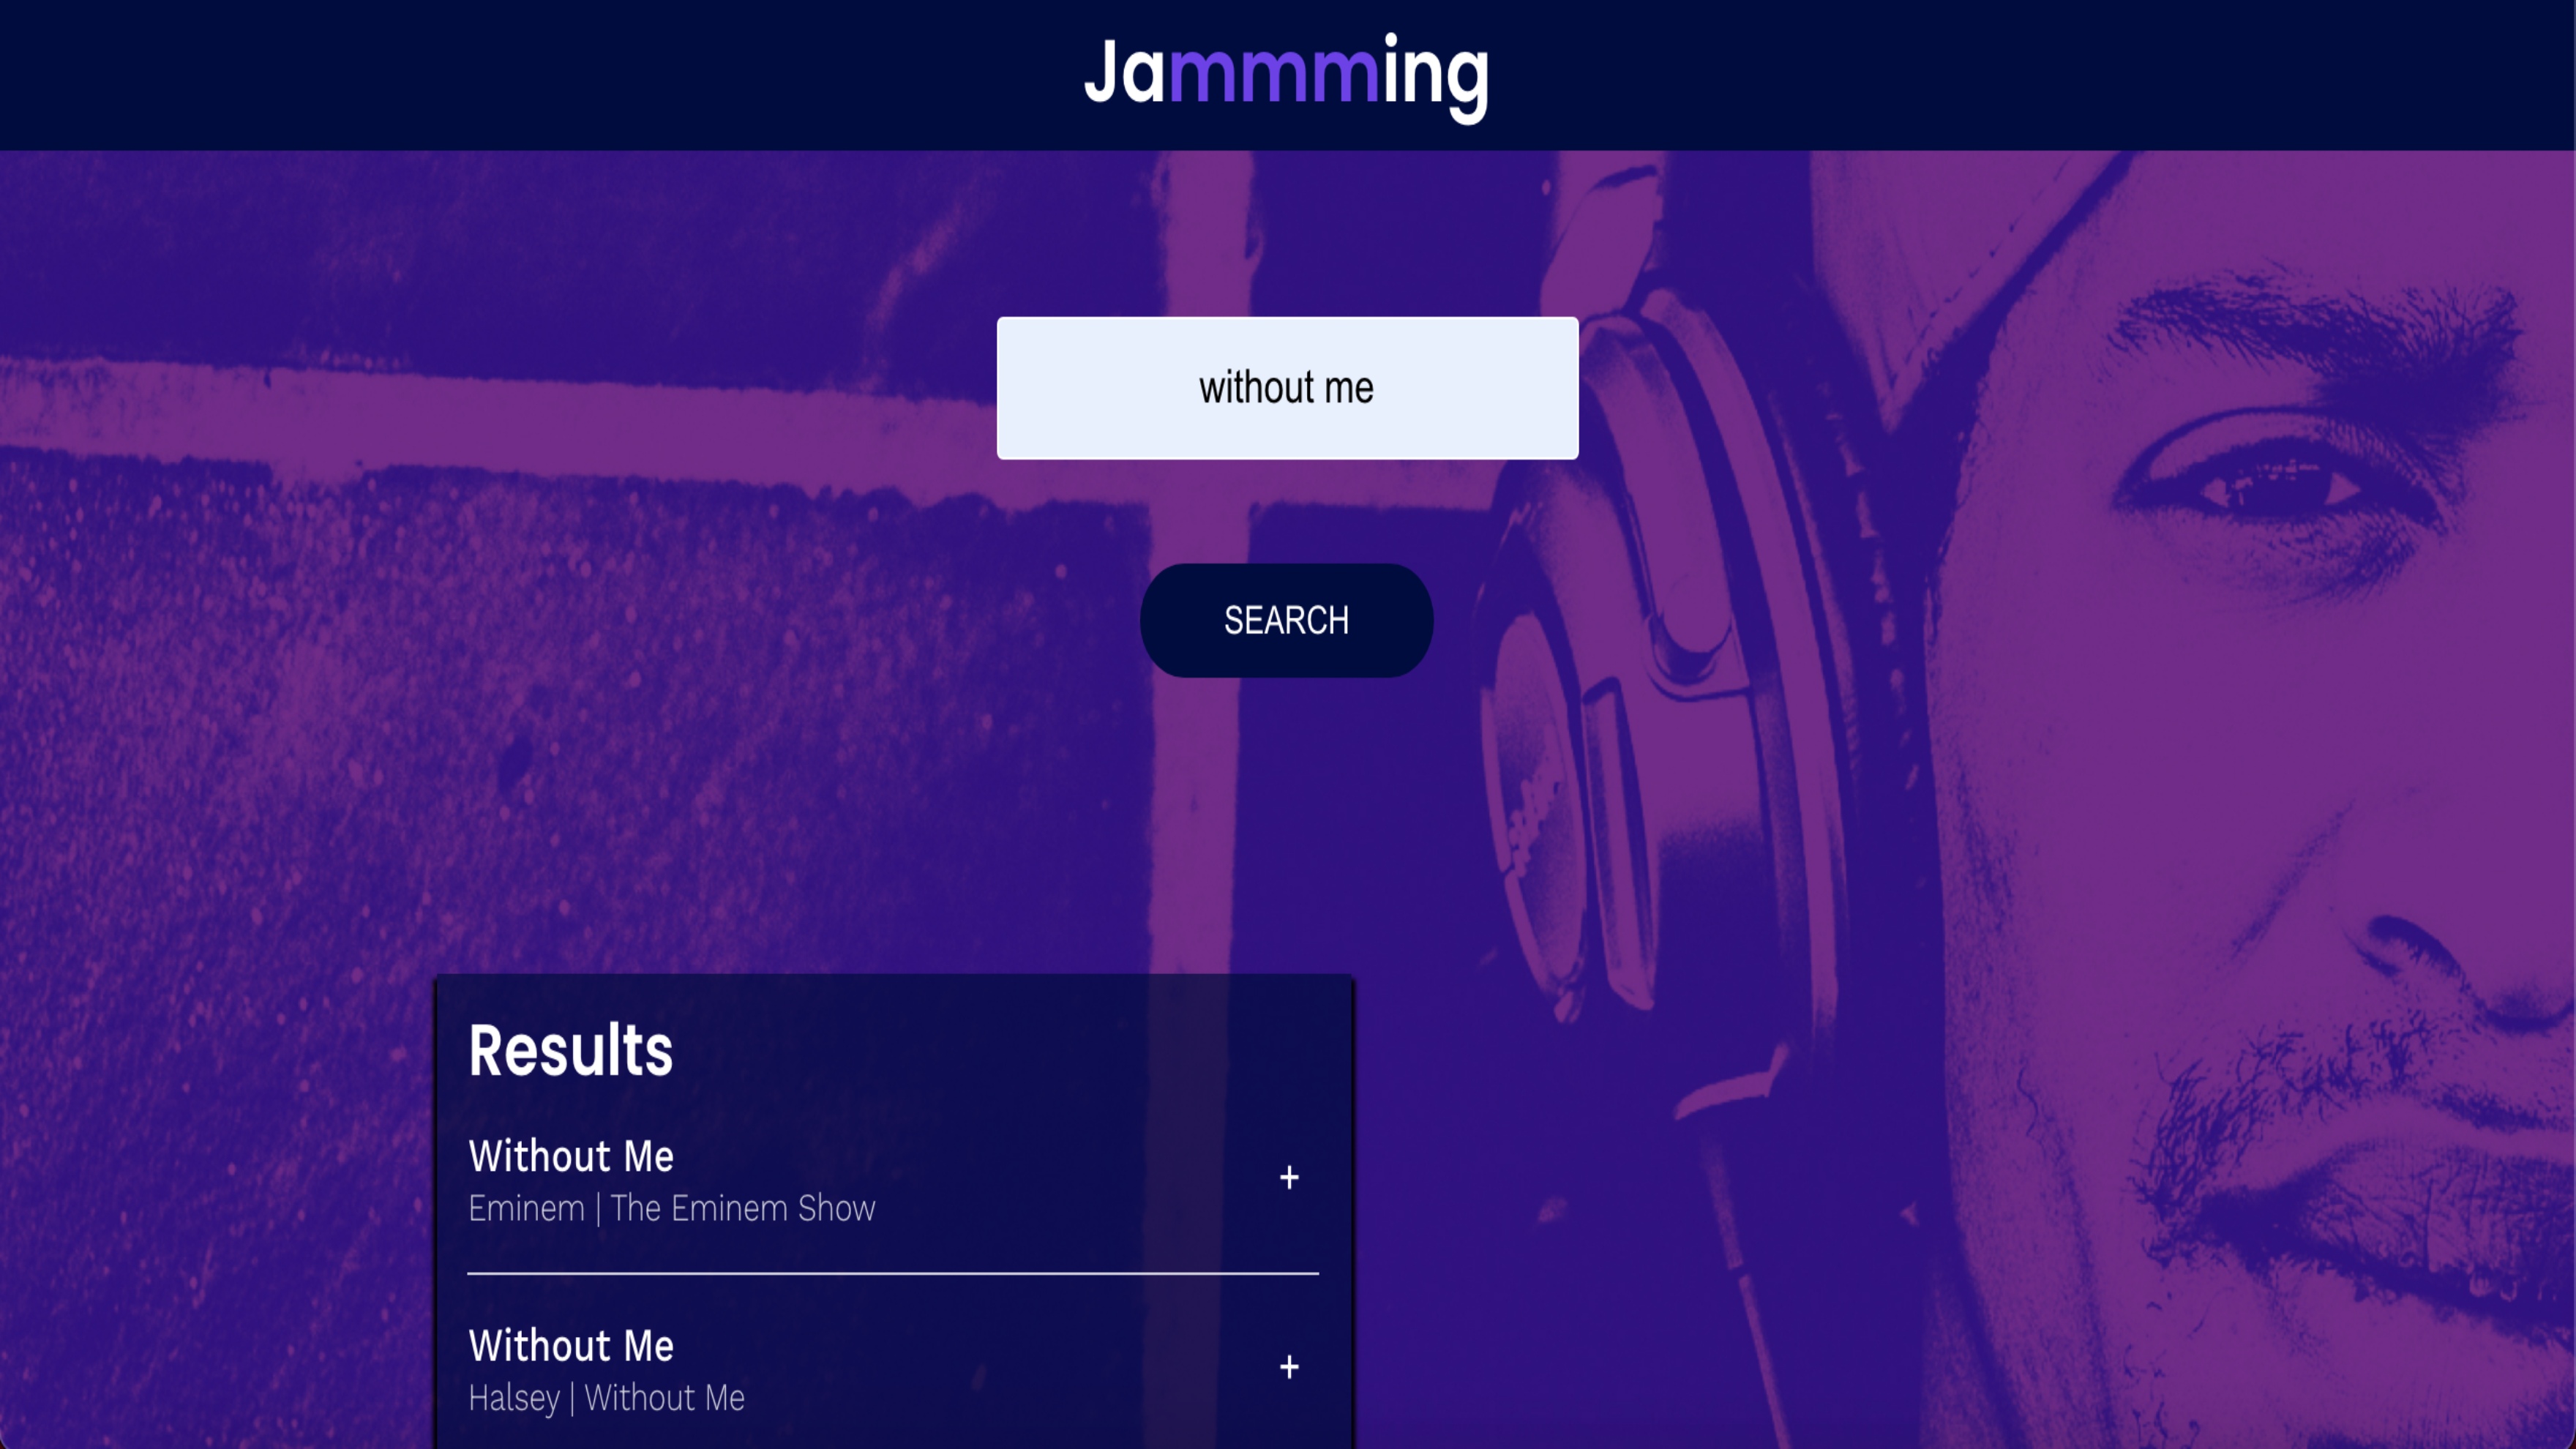 Jammming
without me
SEARCH
Results
Without Me
+
Eminem | The Eminem Show
Without Me
+
Halsey | Without Me